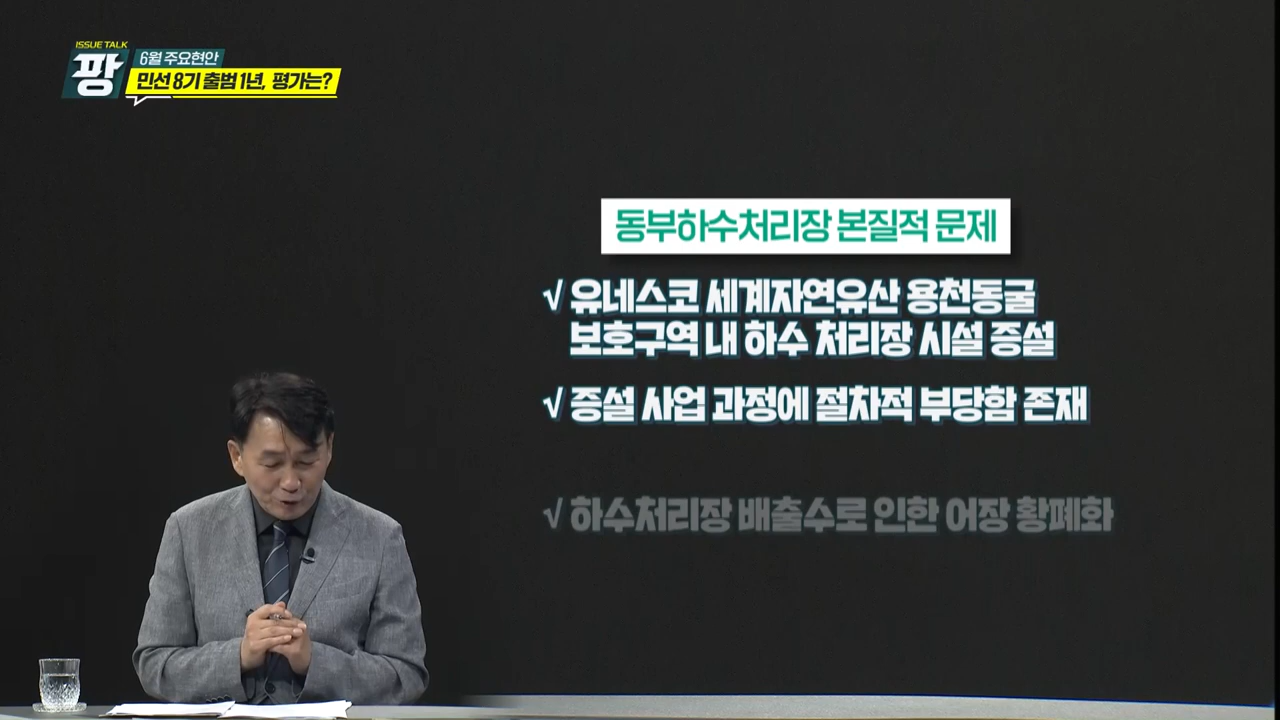 ISSUE TALK
팡
6월 주요현안
민선 8기 출범 1년, 평가는?
동부하수처리장 본질적 문제
√ 유네스코 세계자연유산 용천동굴
보호구역 내 하수 처리장 시설 증설
√ 증설 사업 과정에 절차적 부당함 존재
√ 하수처리장 배출수로 인한 어장 황폐화